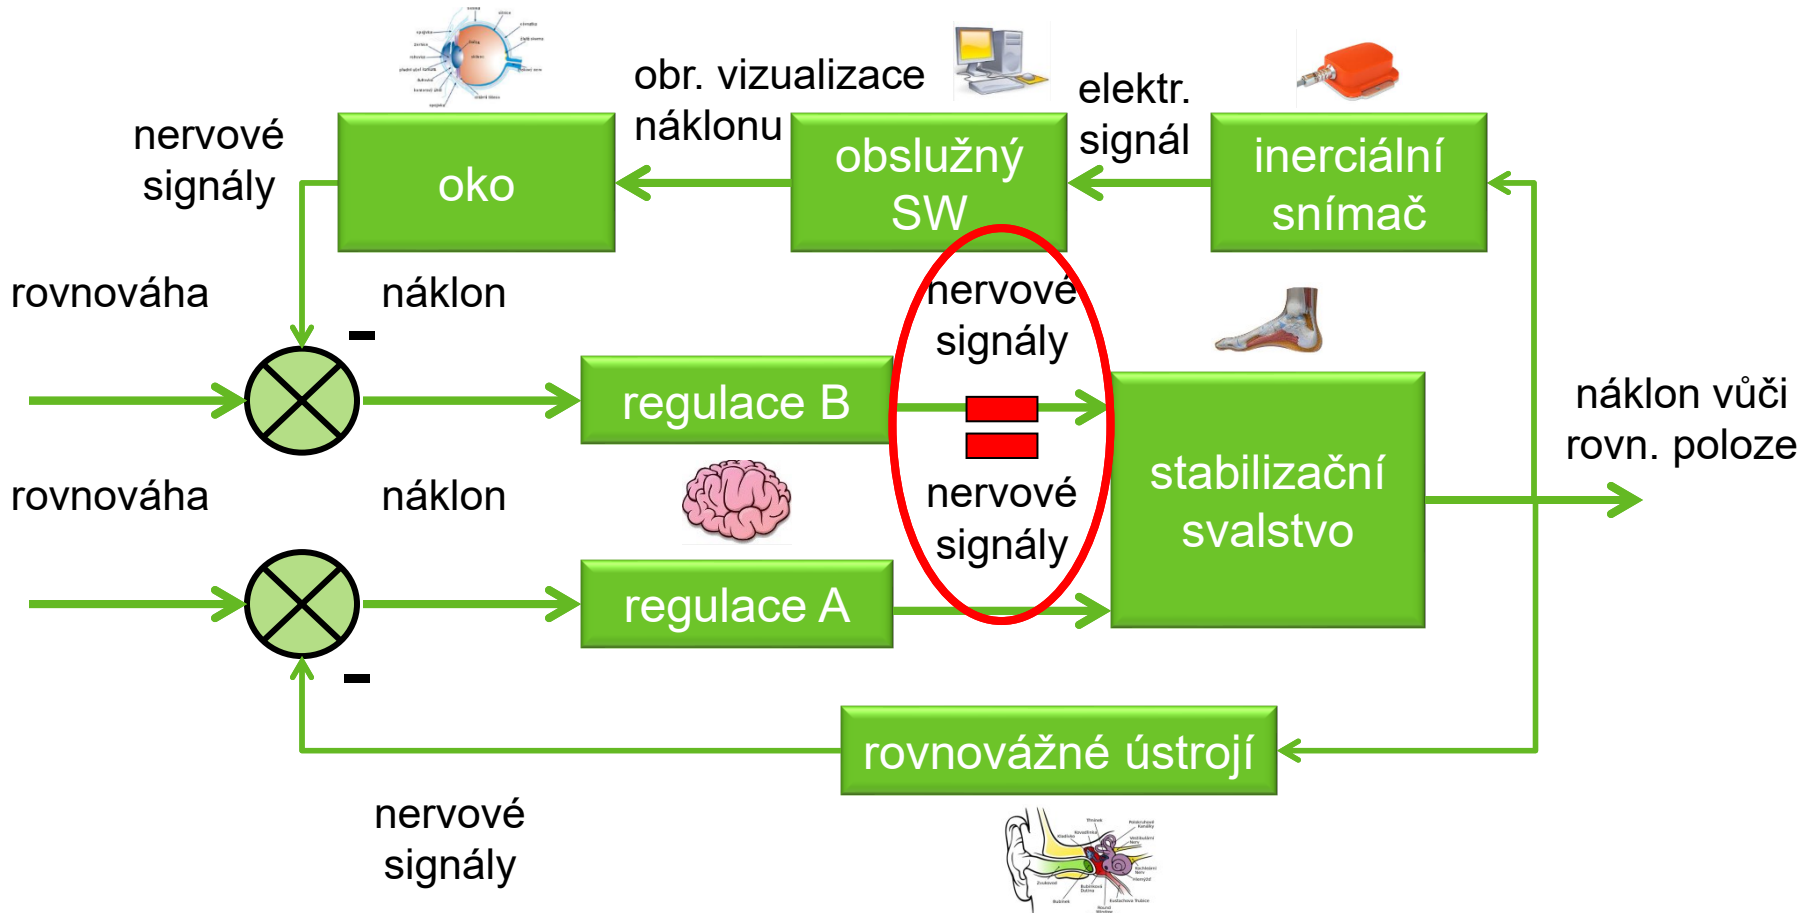 obr. vizualizace
náklonu
elektr.
signál
nervové
signály
oko
obslužný
SW
inerciální
snímač
rovnováha
náklon
nervové
signály
-
regulace B
náklon vůči
rovn. poloze
stabilizační
svalstvo
rovnováha
náklon
nervové
signály
regulace A
-
rovnovážné ústrojí
nervové
signály